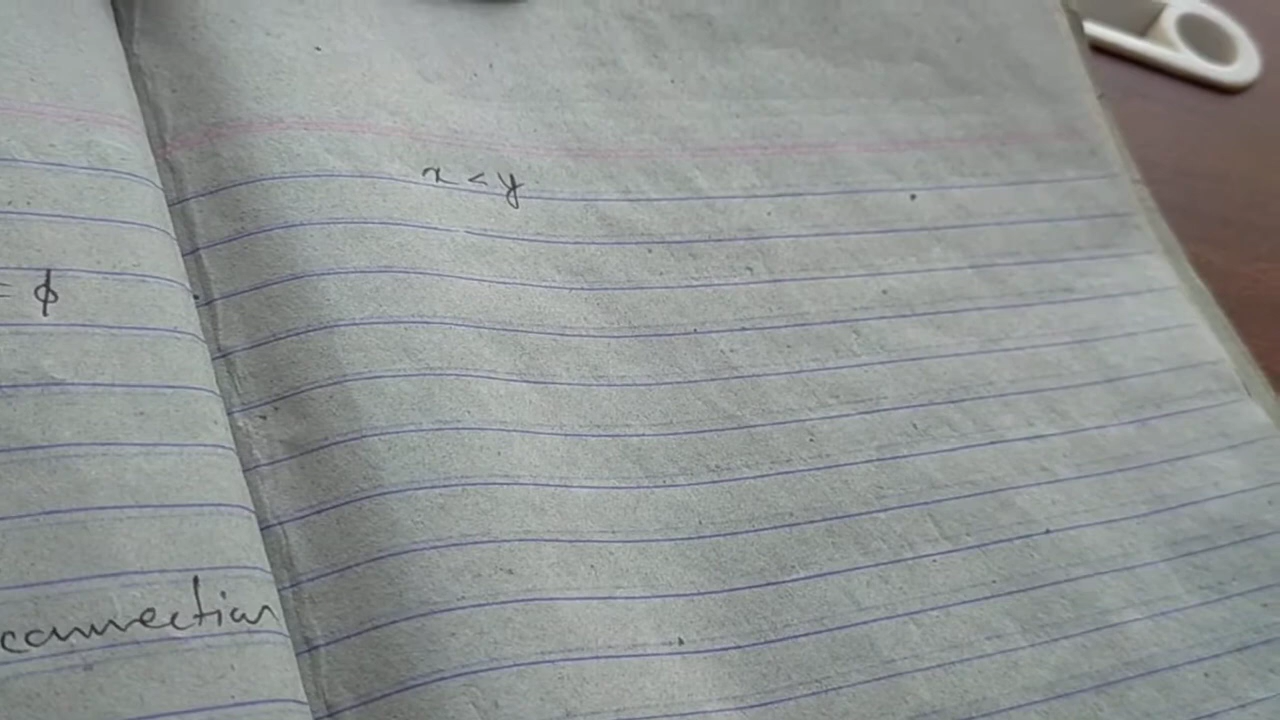 = ϕ
connection
x < y